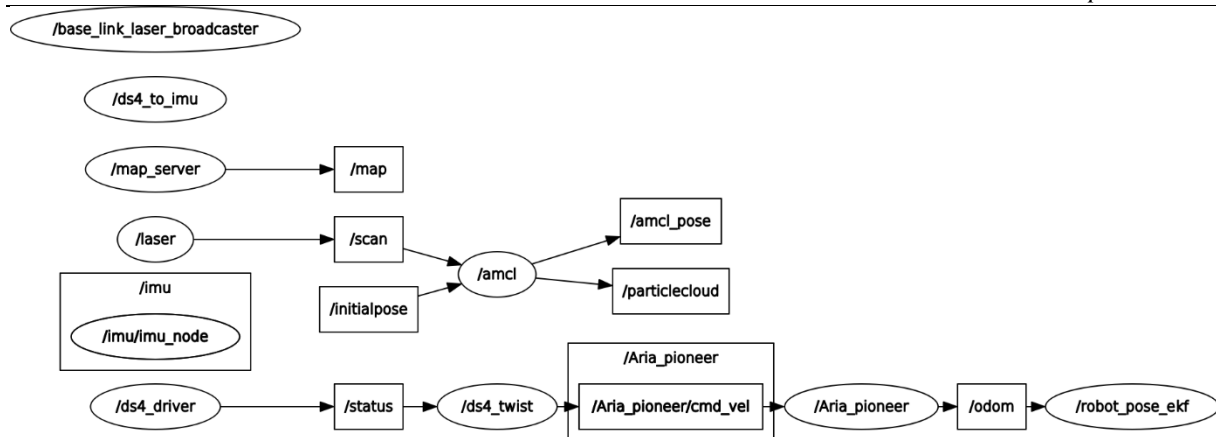 /base_link_laser_broadcaster
/ds4_to_imu
/map_server
/map
/laser
/scan
/amcl
/amcl_pose
/particlecloud
/initialpose
/imu
/imu/imu_node
/ds4_driver
/status
/ds4_twist
/Aria_pioneer
/Aria_pioneer/cmd_vel
/Aria_pioneer
/odom
/robot_pose_ekf